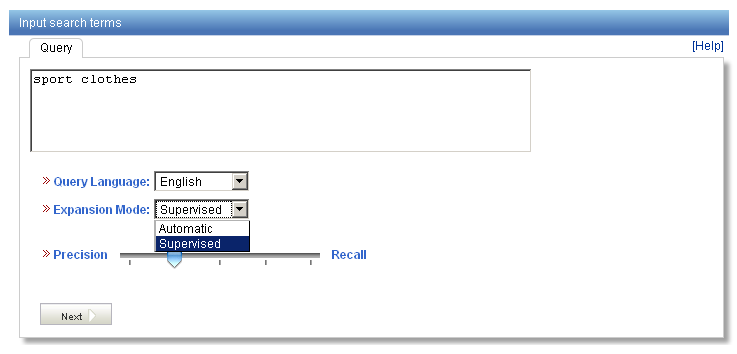 Input search terms
Query
[Help]
sport clothes
» Query Language: English
» Expansion Mode: Supervised
Automatic
Supervised
» Precision Recall
Next